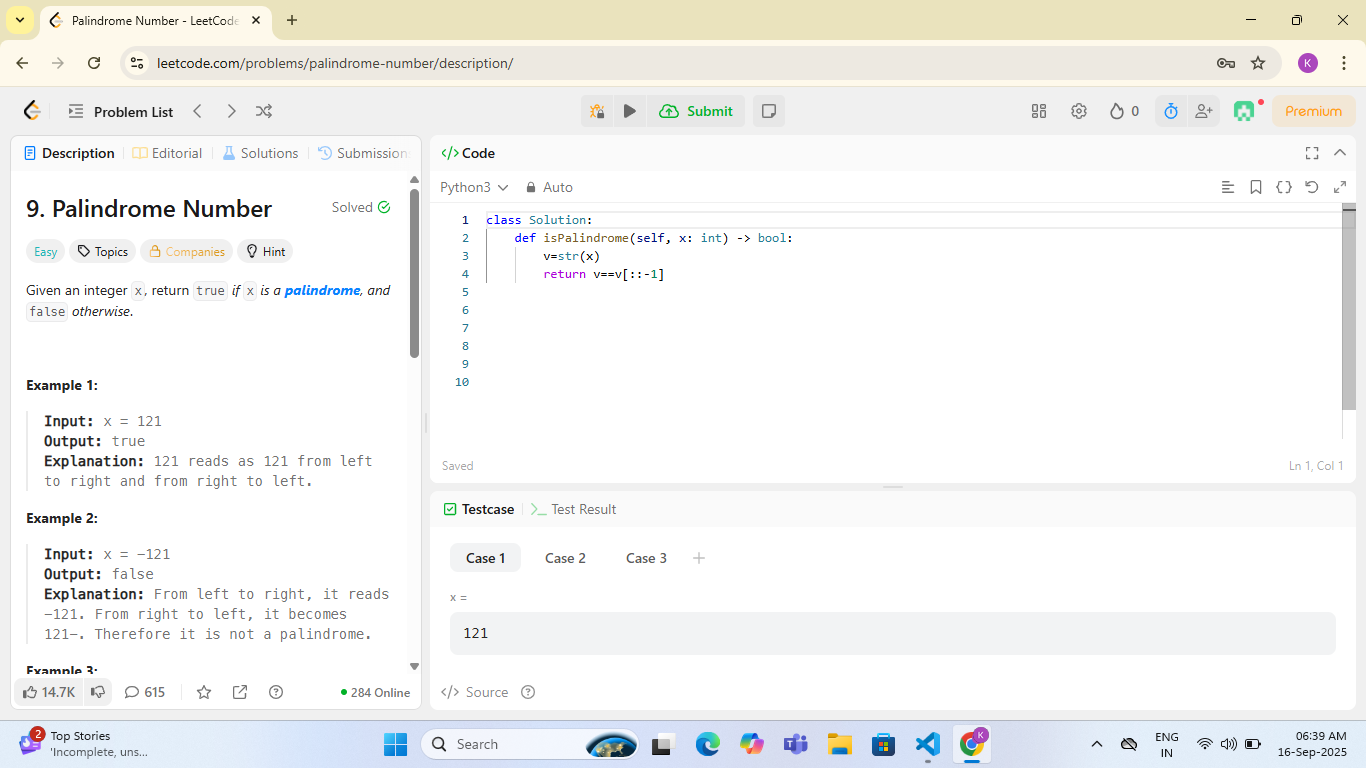 Palindrome Number - LeetCode
leetcode.com/problems/palindrome-number/description/
K
Problem List
Submit
0
Premium
Description
Editorial
Solutions
Submission
9. Palindrome Number
Solved
Easy
Topics
Companies
Hint
Given an integer x, return true if x is a palindrome, and
false otherwise.
Example 1:
Input: x = 121
Output: true
Explanation: 121 reads as 121 from left
to right and from right to left.
Example 2:
Input: x = -121
Output: false
Explanation: From left to right, it reads
-121. From right to left, it becomes
121-. Therefore it is not a palindrome.
Example 3:
14.7K
615
284 Online
</> Code
Python3
Auto
1 class Solution:
2 def isPalindrome(self, x: int) -> bool:
3 v=str(x)
4 return v==v[::-1]
5
6
7
8
9
10
Saved
Ln 1, Col 1
Testcase
Test Result
Case 1
Case 2
Case 3
x =
121
</> Source
2
Top Stories
'Incomplete, uns...
Search
K
ENG
IN
06:39 AM
16-Sep-2025